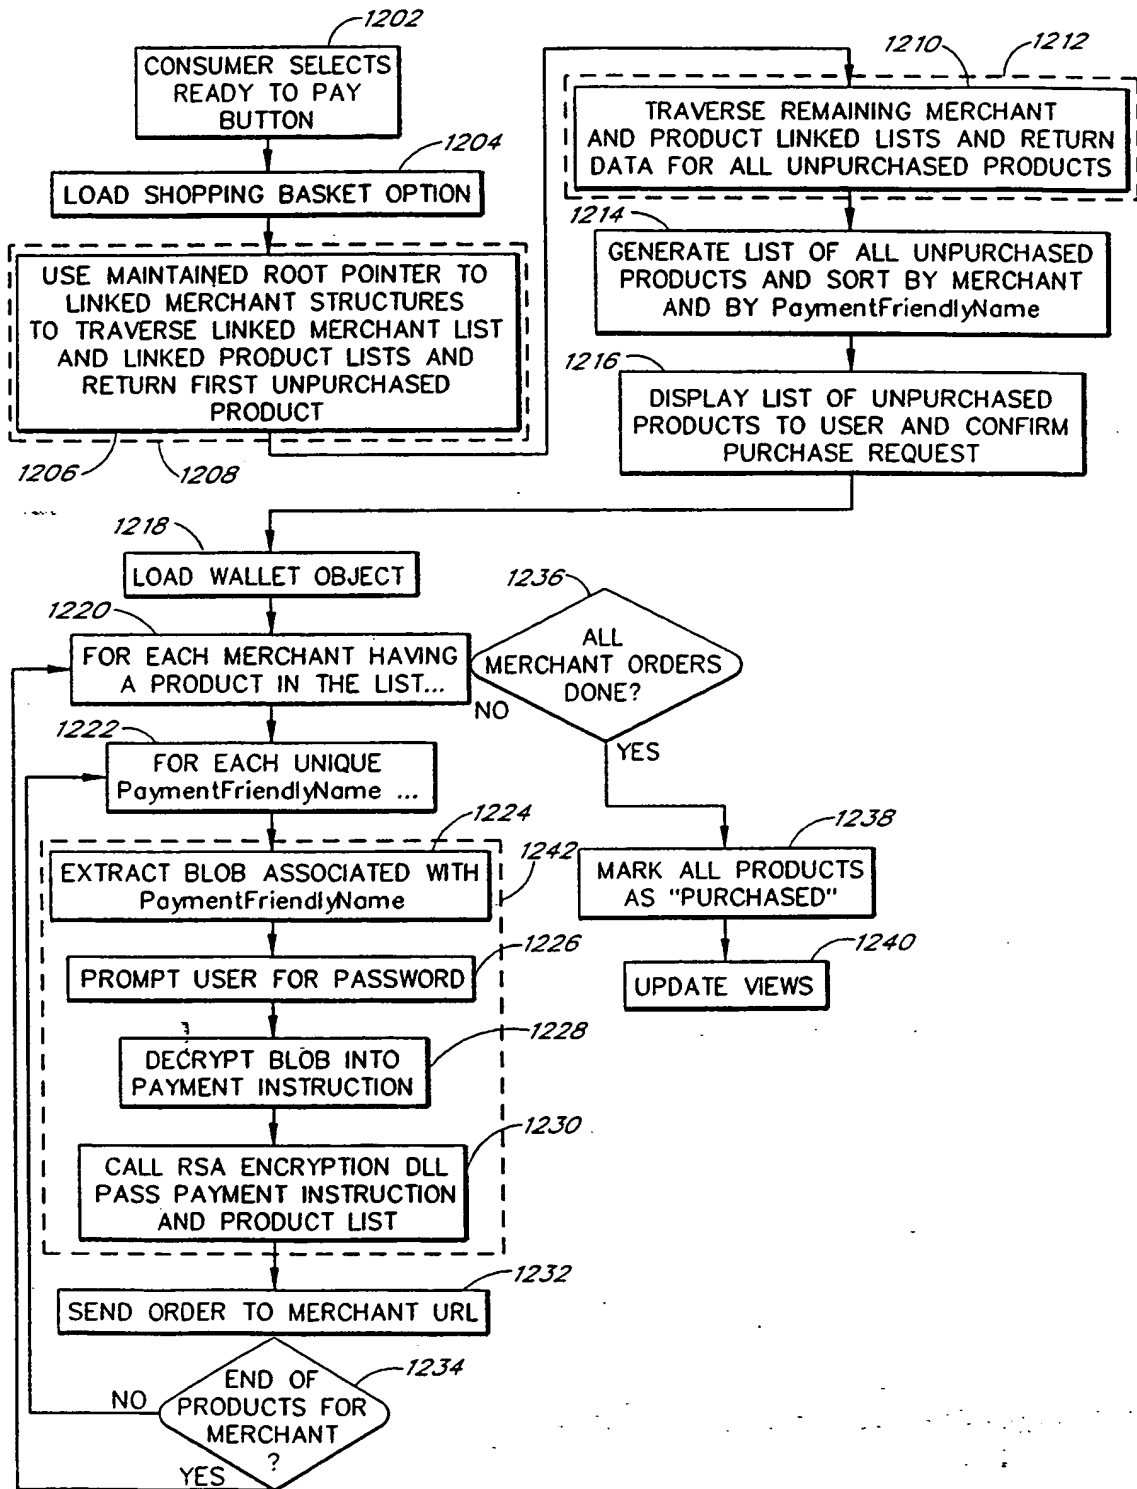 1202
CONSUMER SELECTS
READY TO PAY
BUTTON
1204
LOAD SHOPPING BASKET OPTION
USE MAINTAINED ROOT POINTER TO
LINKED MERCHANT STRUCTURES
TO TRAVERSE LINKED MERCHANT LIST
AND LINKED PRODUCT LISTS AND
RETURN FIRST UNPURCHASED
PRODUCT
1206
1208
1210
1212
TRAVERSE REMAINING MERCHANT
AND PRODUCT LINKED LISTS AND RETURN
DATA FOR ALL UNPURCHASED PRODUCTS
1214
GENERATE LIST OF ALL UNPURCHASED
PRODUCTS AND SORT BY MERCHANT
AND BY PaymentFriendlyName
1216
DISPLAY LIST OF UNPURCHASED
PRODUCTS TO USER AND CONFIRM
PURCHASE REQUEST
1218
LOAD WALLET OBJECT
1220
FOR EACH MERCHANT HAVING
A PRODUCT IN THE LIST...
1222
FOR EACH UNIQUE
PaymentFriendlyName ...
1224
1242
EXTRACT BLOB ASSOCIATED WITH
PaymentFriendlyName
1226
PROMPT USER FOR PASSWORD
1228
DECRYPT BLOB INTO
PAYMENT INSTRUCTION
1230
CALL RSA ENCRYPTION DLL
PASS PAYMENT INSTRUCTION
AND PRODUCT LIST
1232
SEND ORDER TO MERCHANT URL
1234
END OF
PRODUCTS FOR
MERCHANT
?
NO
YES
1236
ALL
MERCHANT ORDERS
DONE?
NO
YES
1238
MARK ALL PRODUCTS
AS "PURCHASED"
1240
UPDATE VIEWS